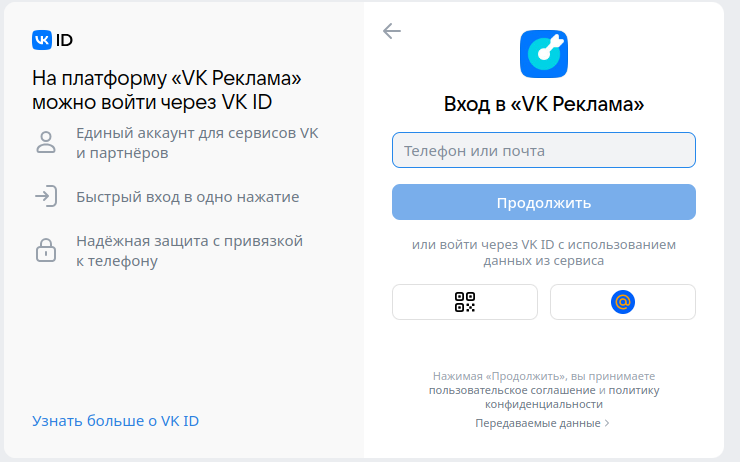 VK ID
На платформу «VK Реклама»
можно войти через VK ID
Единый аккаунт для сервисов VK
и партнёров
Быстрый вход в одно нажатие
Надёжная защита с привязкой
к телефону
Узнать больше о VK ID
Вход в «VK Реклама»
Телефон или почта
Продолжить
или войти через VK ID с использованием
данных из сервиса
Нажимая «Продолжить», вы принимаете
пользовательское соглашение и политику
конфиденциальности
Передаваемые данные